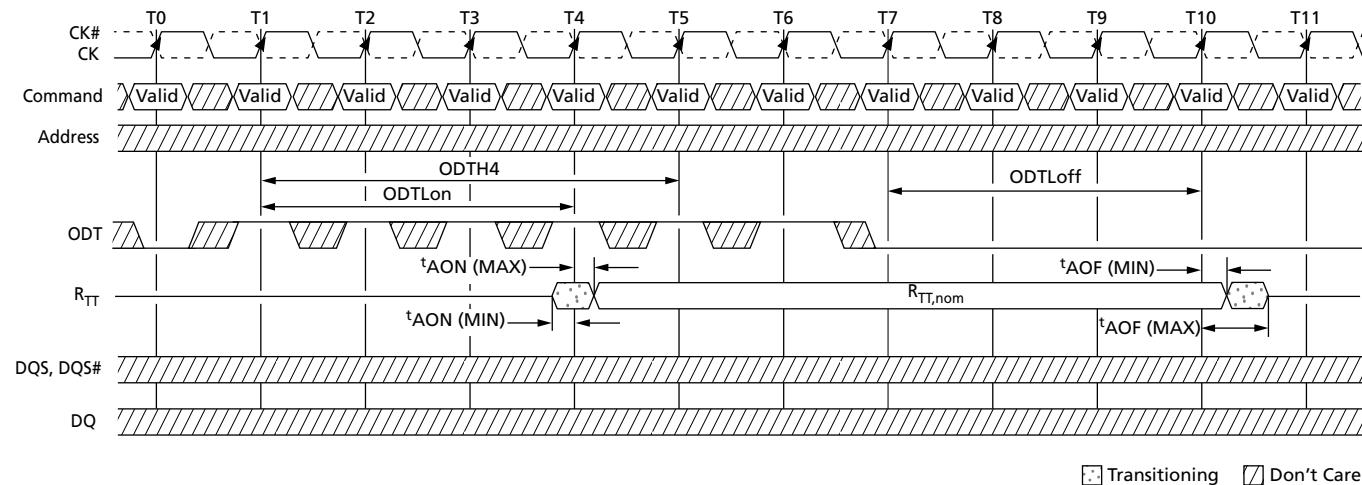 T0 T1 T2 T3 T4 T5 T6 T7 T8 T9 T10 T11
CK#
CK
Command Valid Valid Valid Valid Valid Valid Valid Valid Valid Valid Valid Valid
Address
ODTH4
ODTLoff
ODTLon
ODT
tAON (MAX) tAOF (MIN)
RTT RTT,nom
tAON (MIN) tAOF (MAX)
DQS, DQS#
DQ
Transitioning Don't Care